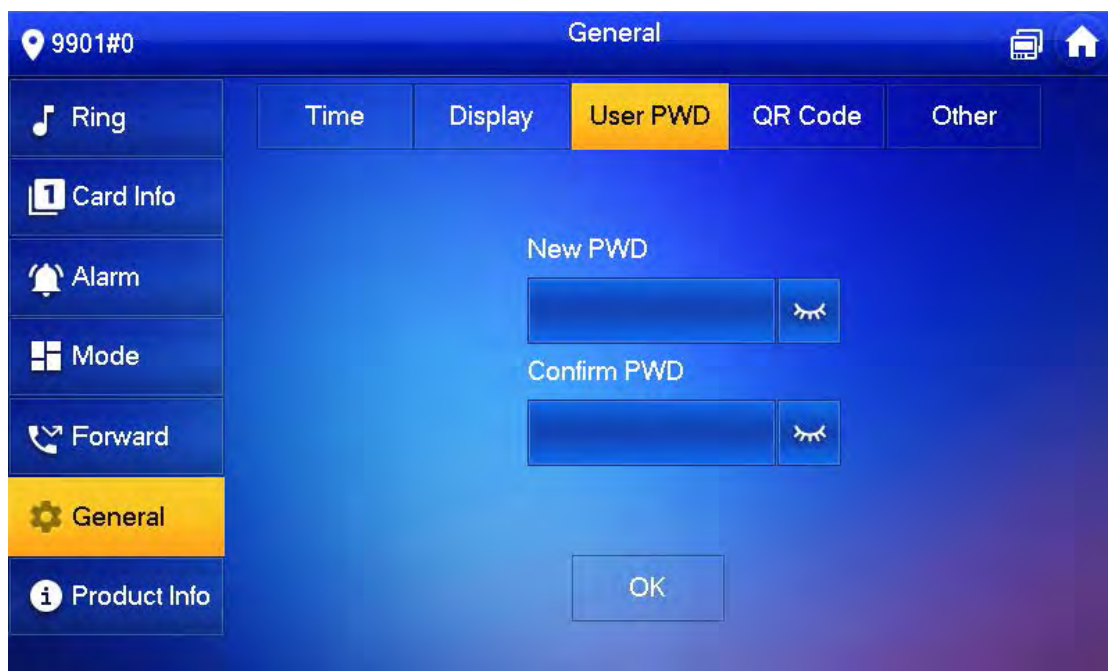 9901#0
General
Ring
Card Info
Alarm
Mode
Forward
General
Product Info
Time
Display
User PWD
QR Code
Other
New PWD
Confirm PWD
OK